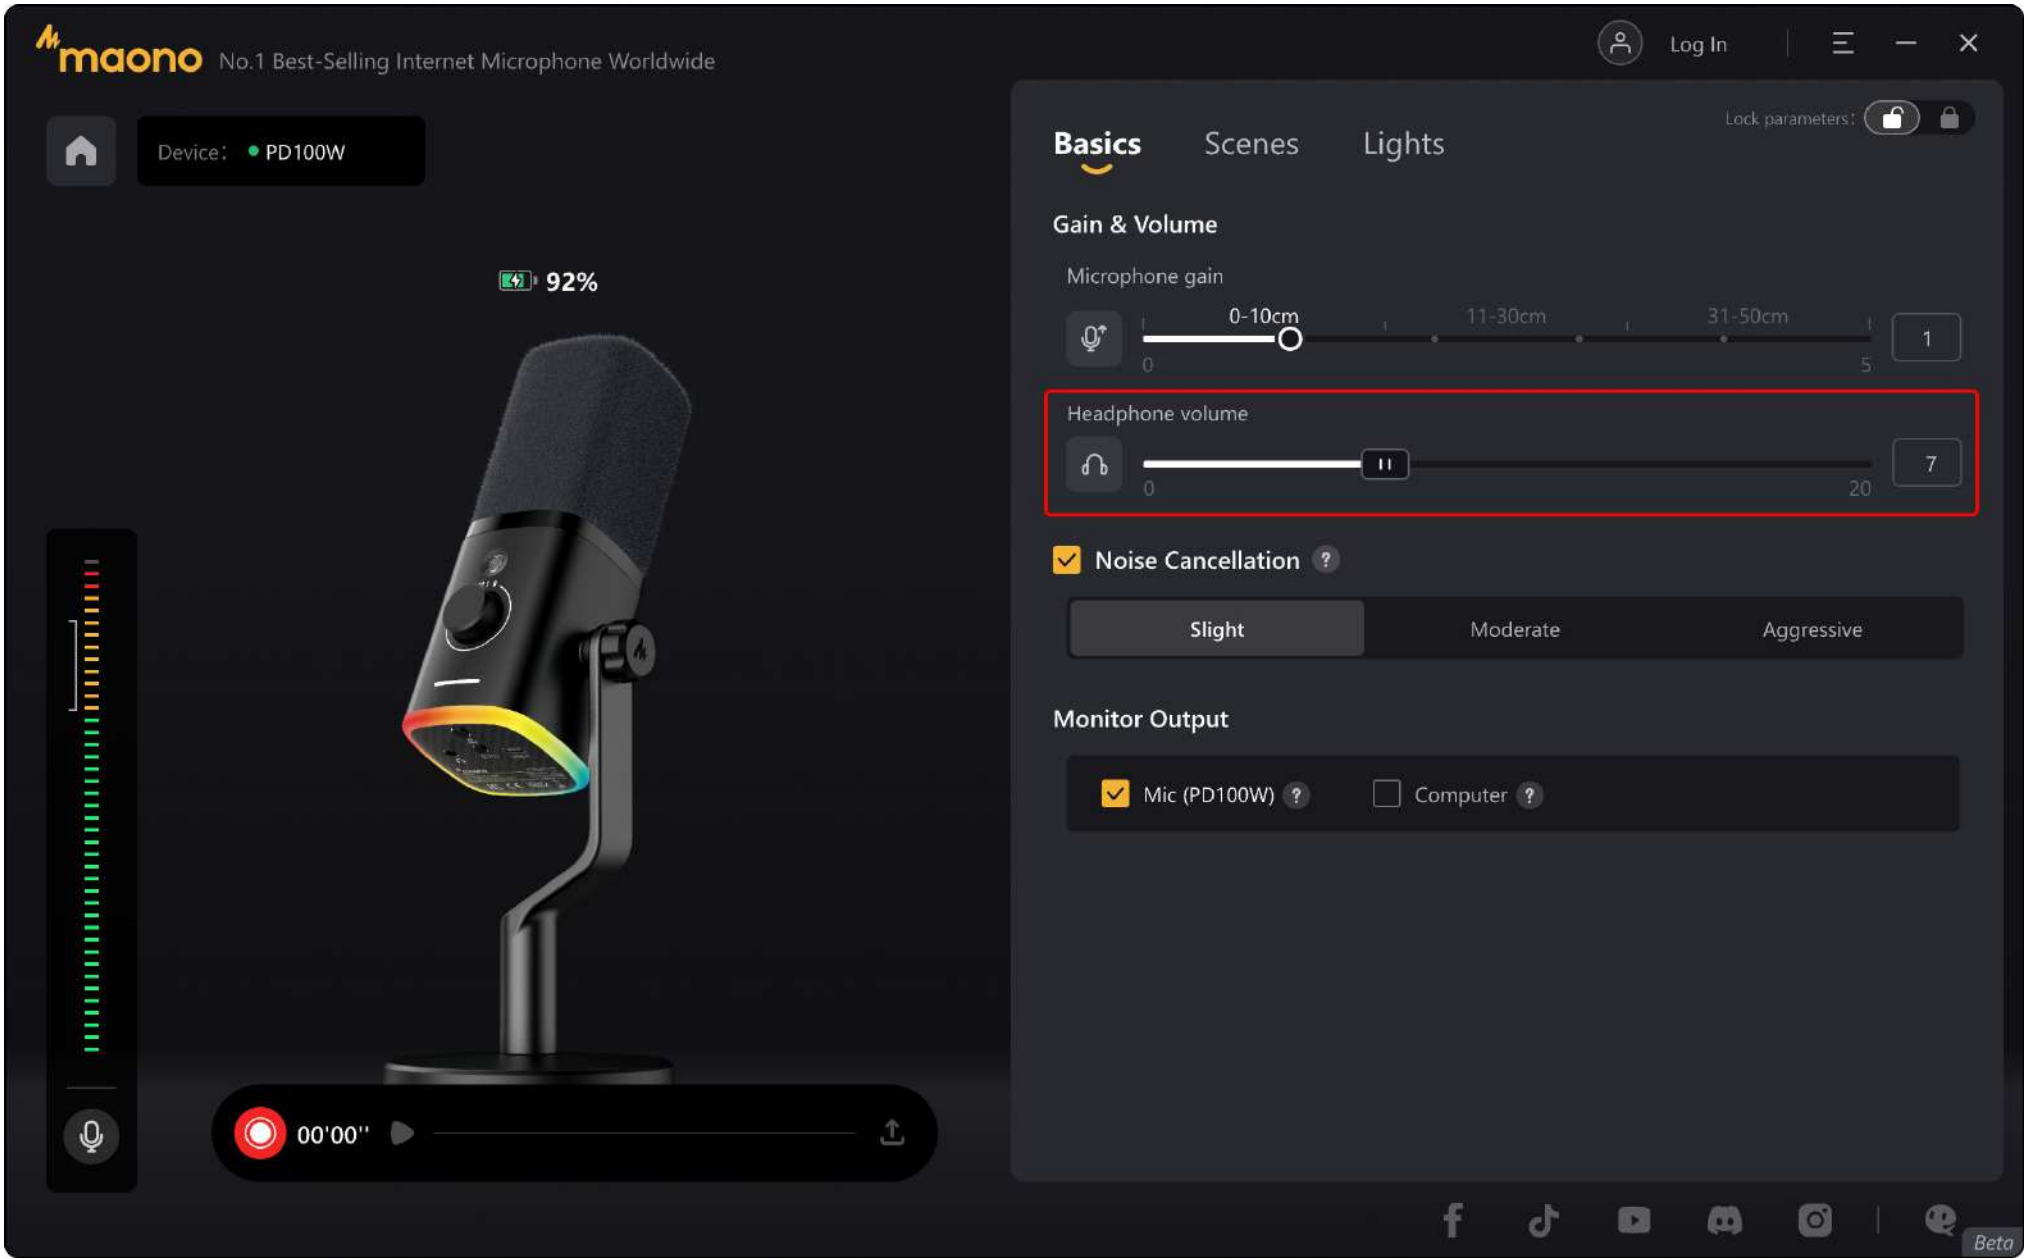 maono No.1 Best-Selling Internet Microphone Worldwide
Log In
Device: PD100W
Lock parameters:
Basics Scenes Lights
Gain & Volume
92%
Microphone gain
0-10cm 11-30cm 31-50cm
1
0 5
Headphone volume
7
0 20
Noise Cancellation ?
Slight Moderate Aggressive
Monitor Output
Mic (PD100W) ? Computer ?
00'00''
Beta